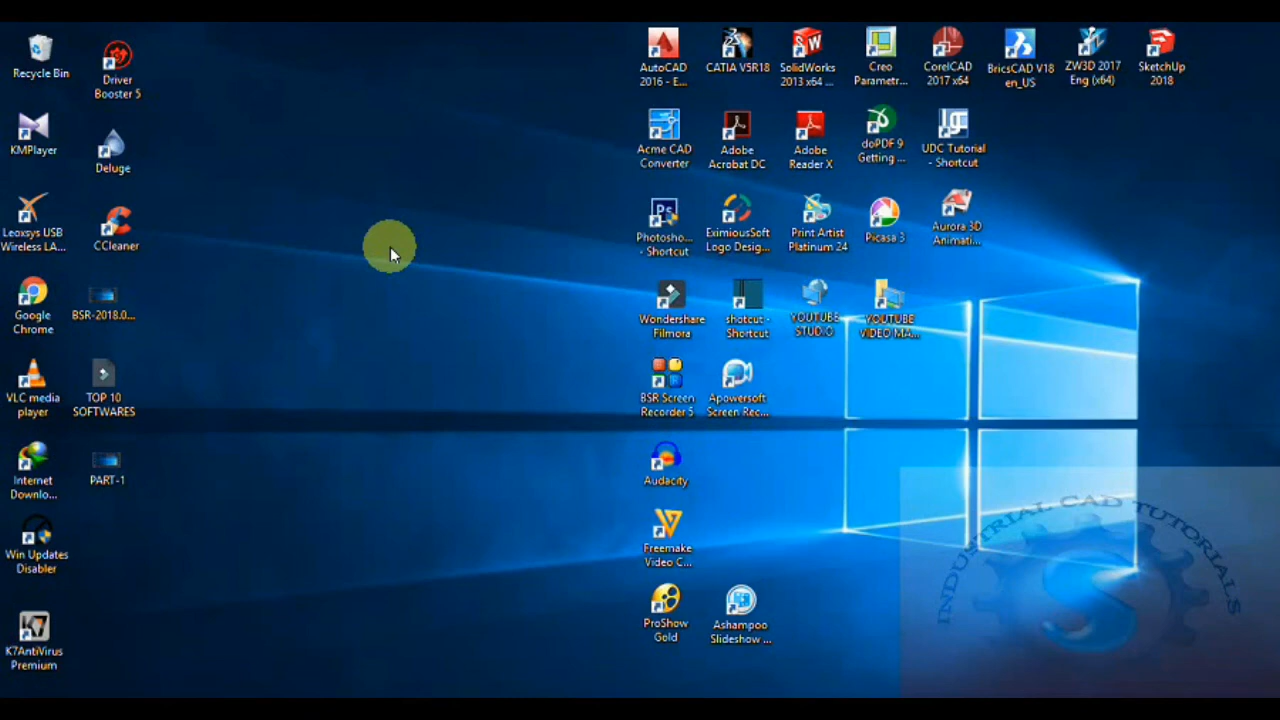 Recycle Bin
Driver
Booster 5
KMPlayer
Deluge
Leoxsys USB
Wireless LA...
CCleaner
Google
Chrome
BSR-2018.0...
VLC media
player
TOP 10
SOFTWARES
Internet
Downlo...
PART-1
Win Updates
Disabler
K7AntiVirus
Premium
AutoCAD
2016 - E...
CATIA V5R18
SolidWorks
2013 x64 ...
Creo
Parametr...
CorelCAD
2017 x64
BricsCAD V18
en_US
ZW3D 2017
Eng (x64)
SketchUp
2018
Acme CAD
Converter
Adobe
Acrobat DC
Adobe
Reader X
doPDF 9
Getting ...
UDC Tutorial
- Shortcut
Photosho...
- Shortcut
EximiousSoft
Logo Desig...
Print Artist
Platinum 24
Picasa 3
Aurora 3D
Animati...
Wondershare
Filmora
shotcut -
Shortcut
YOUTUBE
STUDIO
YOUTUBE
VIDEO MA...
BSR Screen
Recorder 5
Apowersoft
Screen Rec...
Audacity
Freemake
Video C...
ProShow
Gold
Ashampoo
Slideshow ...
INDUSTRIAL CAD TUTORIALS